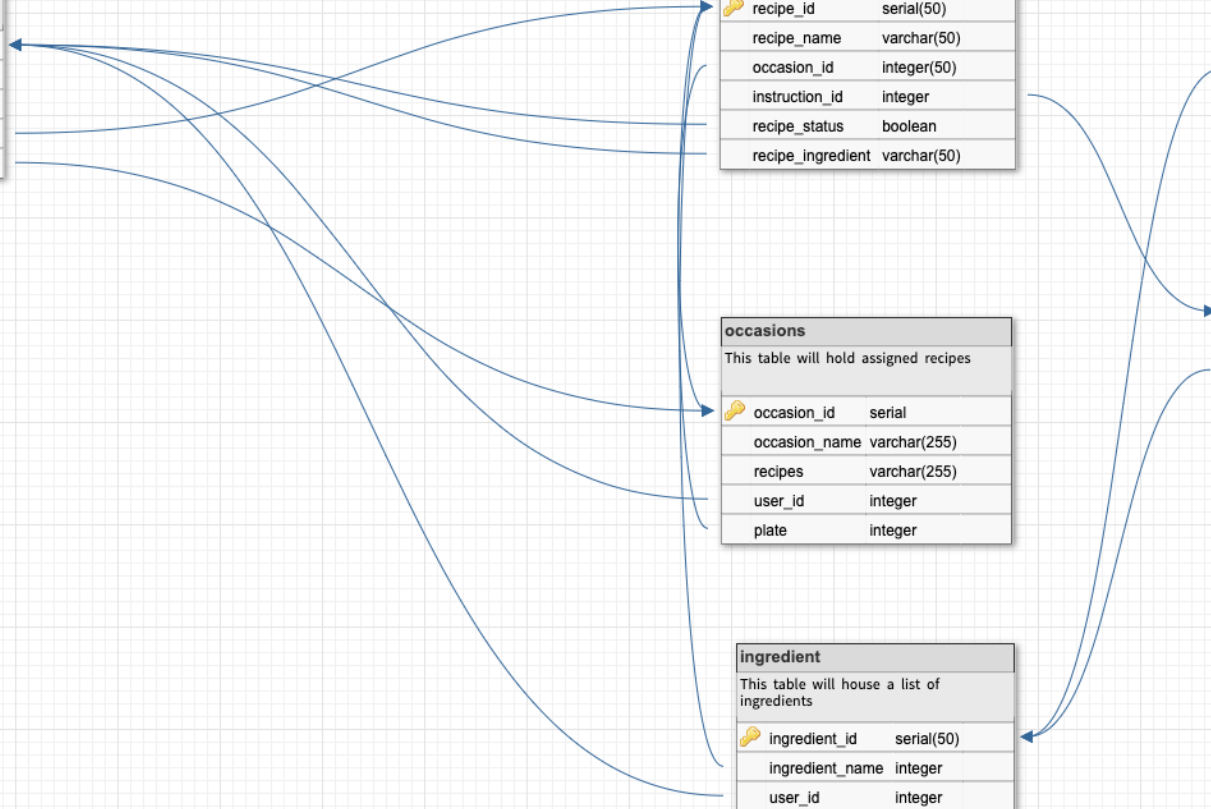 recipe_id serial(50)
recipe_name varchar(50)
occasion_id integer(50)
instruction_id integer
recipe_status boolean
recipe_ingredient varchar(50)
occasions
This table will hold assigned recipes
occasion_id serial
occasion_name varchar(255)
recipes varchar(255)
user_id integer
plate integer
ingredient
This table will house a list of
ingredients
ingredient_id serial(50)
ingredient_name integer
user_id integer